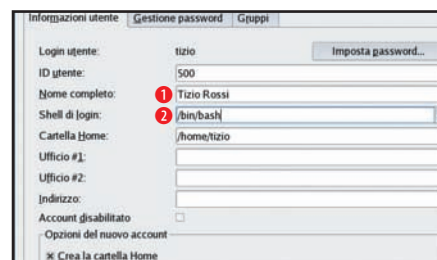 Informazioni utente Gestione password Gruppi
Login utente: tizio Imposta password...
ID utente: 500
Nome completo: 1 Tizio Rossi
Shell di login: 2 /bin/bash
Cartella Home: /home/tizio
Ufficio #1:
Ufficio #2:
Indirizzo:
Account disabilitato
Opzioni del nuovo account
Crea la cartella Home